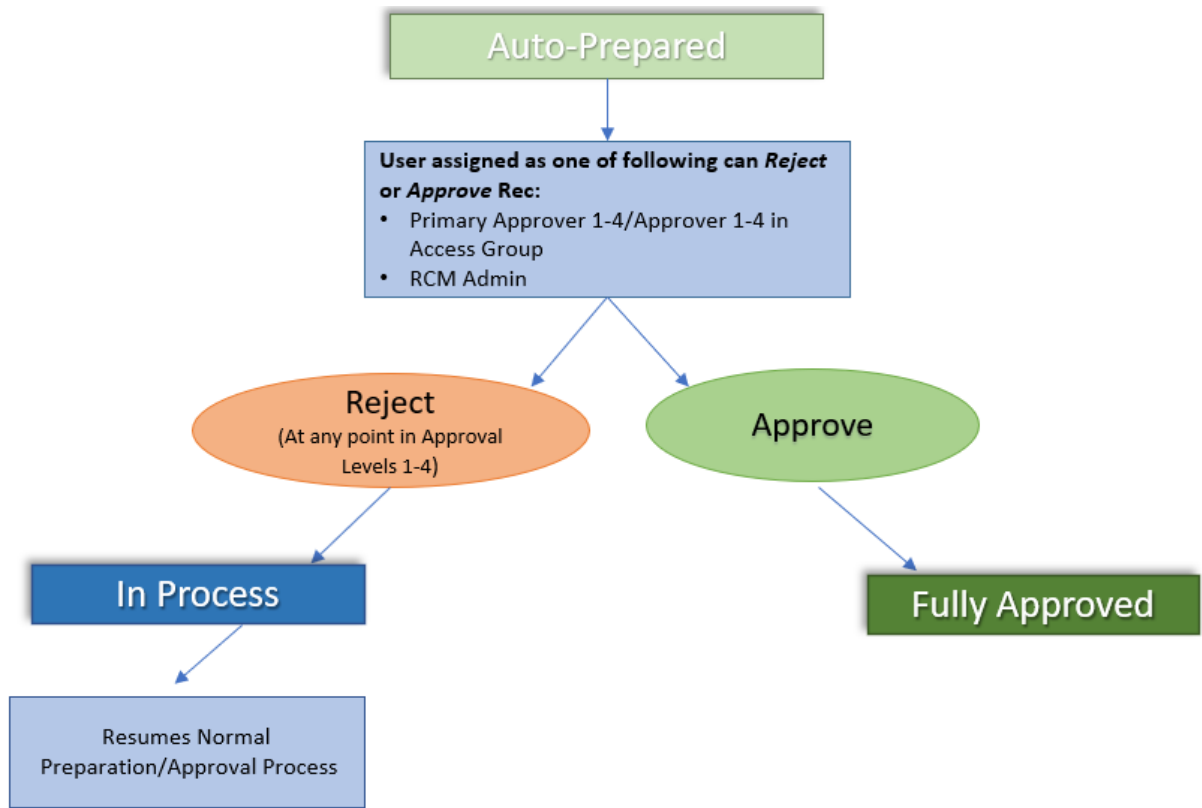 Auto-Prepared
User assigned as one of following can Reject
or Approve Rec:
• Primary Approver 1-4/Approver 1-4 in
Access Group
• RCM Admin
Reject
(At any point in Approval
Levels 1-4)
Approve
In Process
Fully Approved
Resumes Normal
Preparation/Approval Process